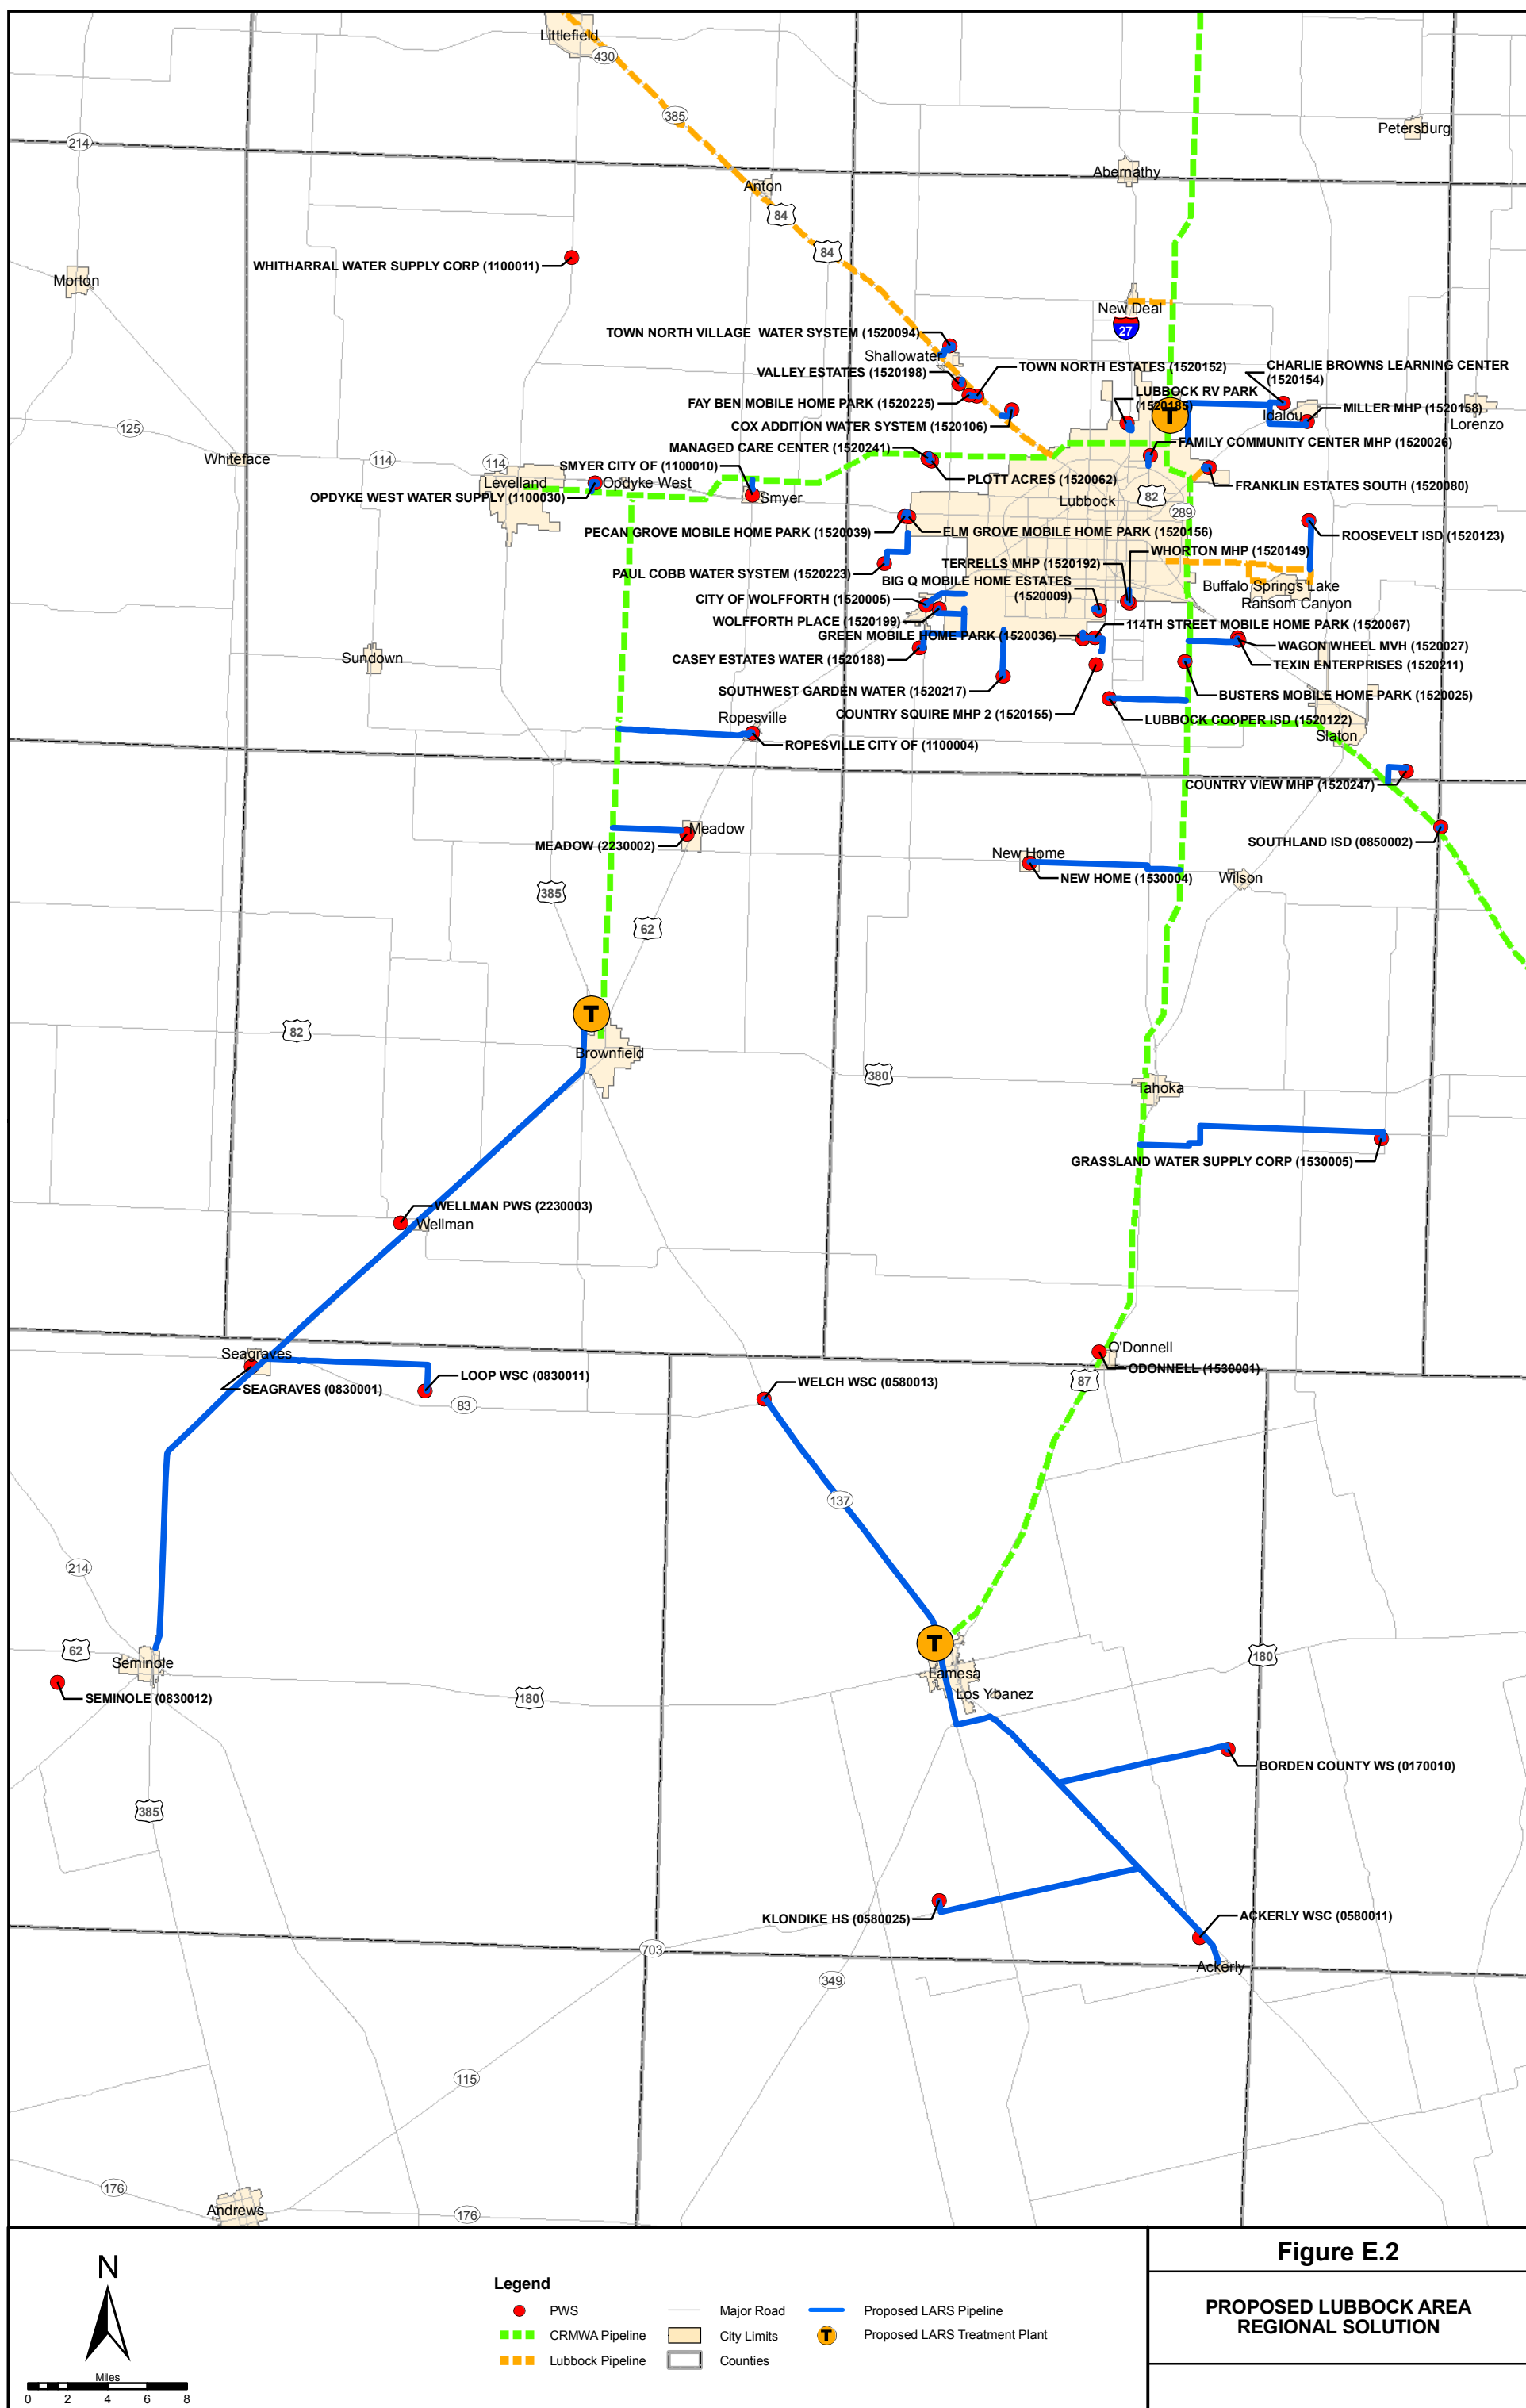 Littlefield
430
385
Petersburg
214
Abernathy
Anton
84
84
WHITHARRAL WATER SUPPLY CORP (1100011)
Morton
New Deal
27
TOWN NORTH VILLAGE  WATER SYSTEM (1520094)
Shallowater
VALLEY ESTATES (1520198)
TOWN NORTH ESTATES (1520152)
CHARLIE BROWNS LEARNING CENTER
(1520154)
FAY BEN MOBILE HOME PARK (1520225)
LUBBOCK RV PARK
(1520185)
T
Idalou
MILLER MHP (1520158)
Lorenzo
COX ADDITION WATER SYSTEM (1520106)
125
MANAGED CARE CENTER (1520241)
FAMILY COMMUNITY CENTER MHP (1520026)
Whiteface
114
114
SMYER CITY OF (1100010)
PLOTT ACRES (1520062)
FRANKLIN ESTATES SOUTH (1520080)
Levelland
Opdyke West
OPDYKE WEST WATER SUPPLY (1100030)
Smyer
Lubbock
82
289
PECAN GROVE MOBILE HOME PARK (1520039)
ELM GROVE MOBILE HOME PARK (1520156)
ROOSEVELT ISD (1520123)
WHORTON MHP (1520149)
TERRELLS MHP (1520192)
PAUL COBB WATER SYSTEM (1520223)
BIG Q MOBILE HOME ESTATES
(1520009)
Buffalo Springs Lake
Ransom Canyon
CITY OF WOLFFORTH (1520005)
WOLFFORTH PLACE (1520199)
114TH STREET MOBILE HOME PARK (1520067)
GREEN MOBILE HOME PARK (1520036)
WAGON WHEEL MVH (1520027)
Sundown
CASEY ESTATES WATER (1520188)
TEXIN ENTERPRISES (1520211)
SOUTHWEST GARDEN WATER (1520217)
BUSTERS MOBILE HOME PARK (1520025)
COUNTRY SQUIRE MHP 2 (1520155)
LUBBOCK COOPER ISD (1520122)
Ropesville
ROPESVILLE CITY OF (1100004)
Slaton
COUNTRY VIEW MHP (1520247)
Meadow
MEADOW (2230002)
SOUTHLAND ISD (0850002)
New Home
NEW HOME (1530004)
Wilson
385
62
T
82
Brownfield
380
Tahoka
GRASSLAND WATER SUPPLY CORP (1530005)
WELLMAN PWS (2230003)
Wellman
O'Donnell
ODONNELL (1530001)
Seagraves
SEAGRAVES (0830001)
LOOP WSC (0830011)
83
WELCH WSC (0580013)
87
137
214
62
Seminole
SEMINOLE (0830012)
180
T
Lamesa
Los Ybanez
180
BORDEN COUNTY WS (0170010)
385
KLONDIKE HS (0580025)
ACKERLY WSC (0580011)
703
Ackerly
349
115
176
Andrews
176
N
Miles
0 2 4 6 8
Legend
PWS
CRMWA Pipeline
Lubbock Pipeline
Major Road
City Limits
Counties
Proposed LARS Pipeline
T Proposed LARS Treatment Plant
Figure E.2
PROPOSED LUBBOCK AREA
REGIONAL SOLUTION